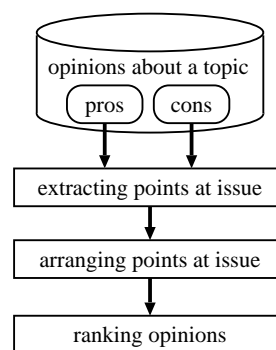 opinions about a topic
pros cons
extracting points at issue
arranging points at issue
ranking opinions